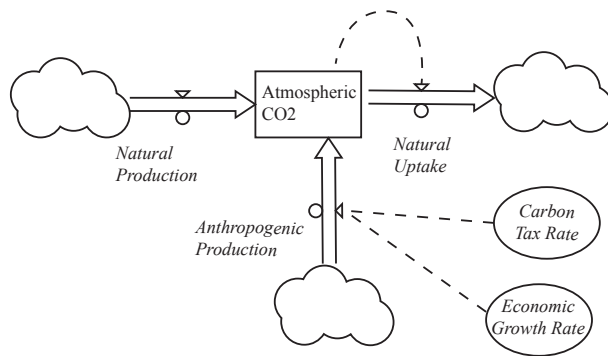 Atmospheric
CO2
Natural
Production
Natural
Uptake
Anthropogenic
Production
Carbon
Tax Rate
Economic
Growth Rate